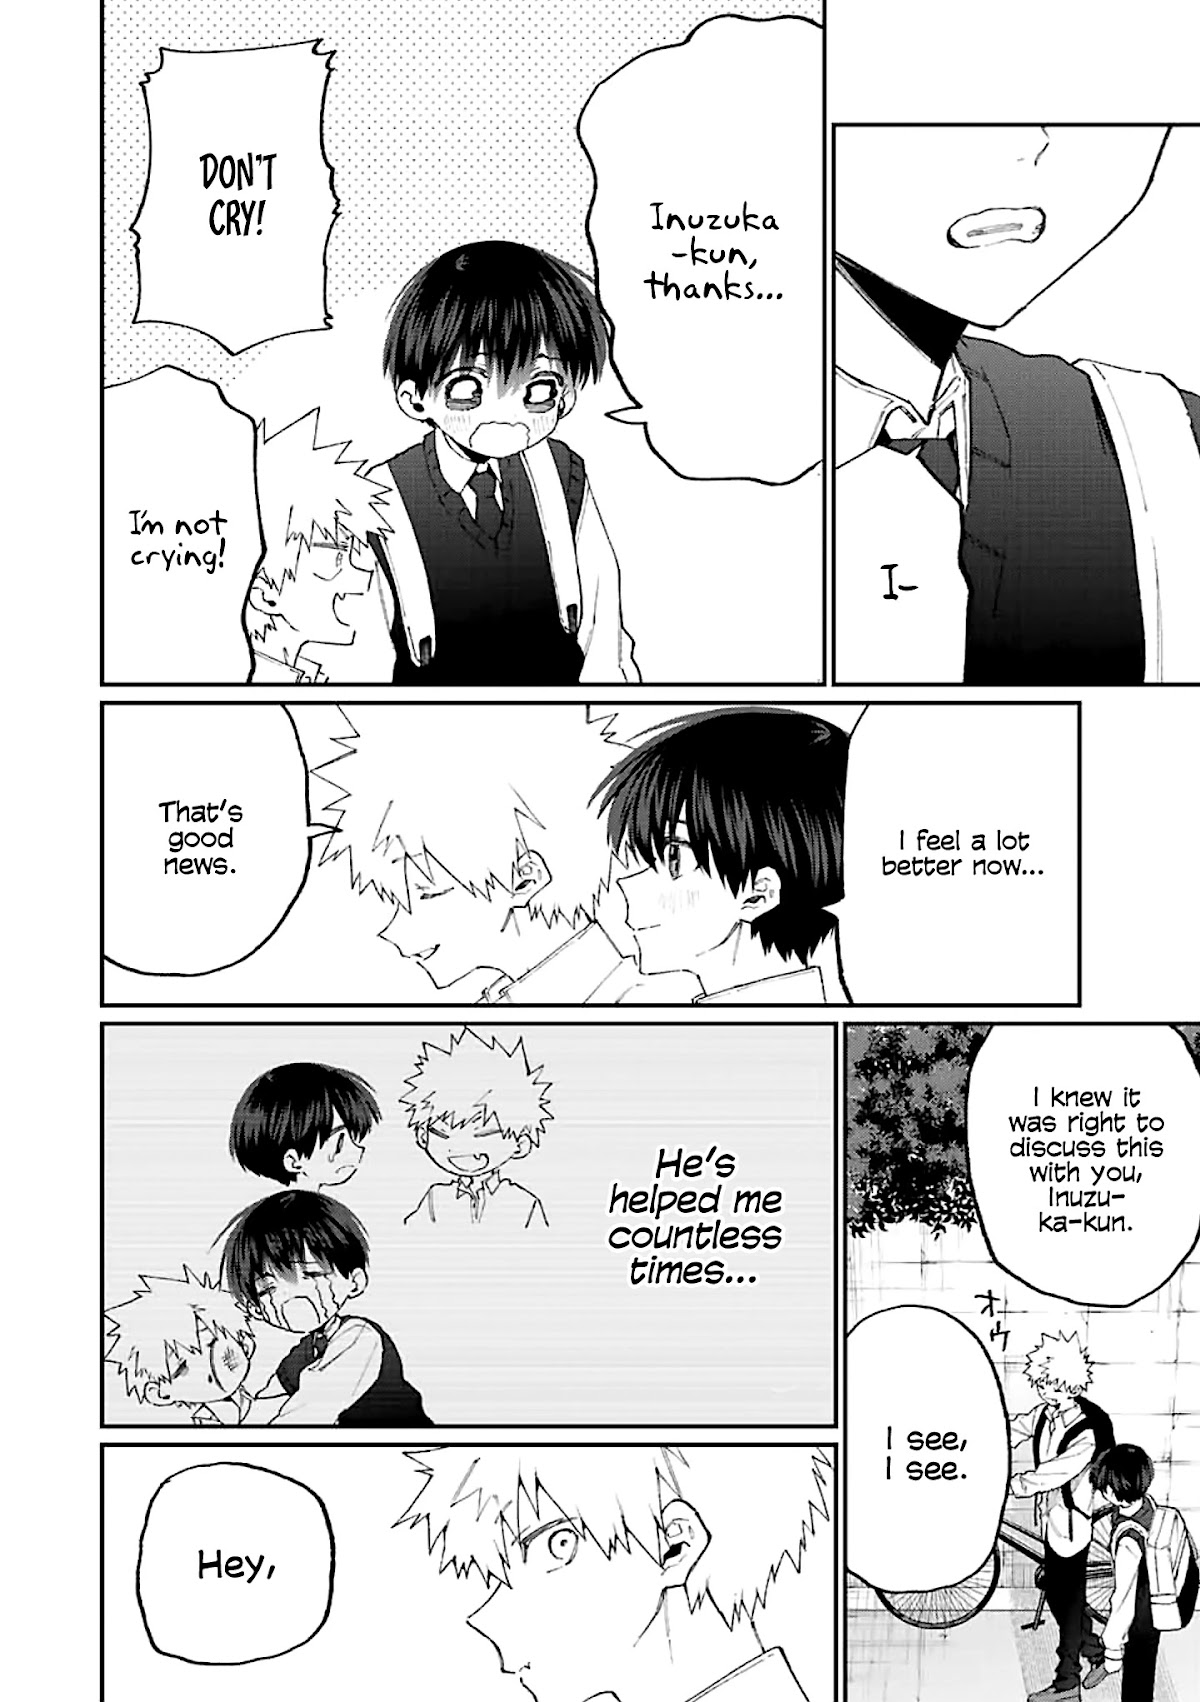 I-
Inuzuka
-kun,
thanks...
DON'T
CRY!
I'm not
crying!
I feel a lot
better now...
That's
good
news.
I knew it
was right to
discuss this
with you,
Inuzu-
ka-kun.
オウ
I see,
I see.
He's
helped me
countless
times...
Hey,